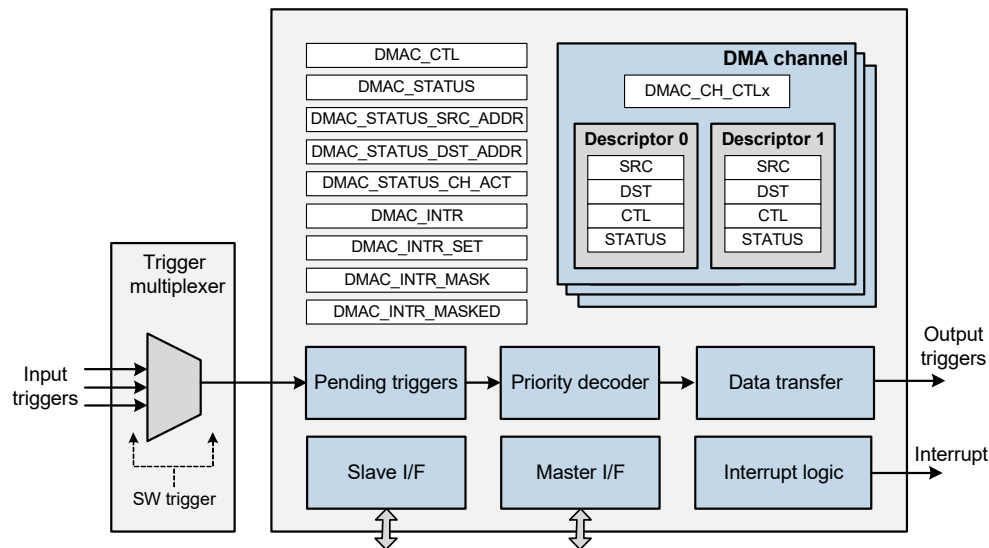 DMAC_CTL
DMAC_STATUS
DMAC_STATUS_SRC_ADDR
DMAC_STATUS_DST_ADDR
DMAC_STATUS_CH_ACT
DMAC_INTR
DMAC_INTR_SET
DMAC_INTR_MASK
DMAC_INTR_MASKED
DMA channel
DMAC_CH_CTLx
Descriptor 0
SRC
DST
CTL
STATUS
Descriptor 1
SRC
DST
CTL
STATUS
Trigger
multiplexer
Input
triggers
SW trigger
Pending triggers
Priority decoder
Data transfer
Output
triggers
Slave I/F
Master I/F
Interrupt logic
Interrupt